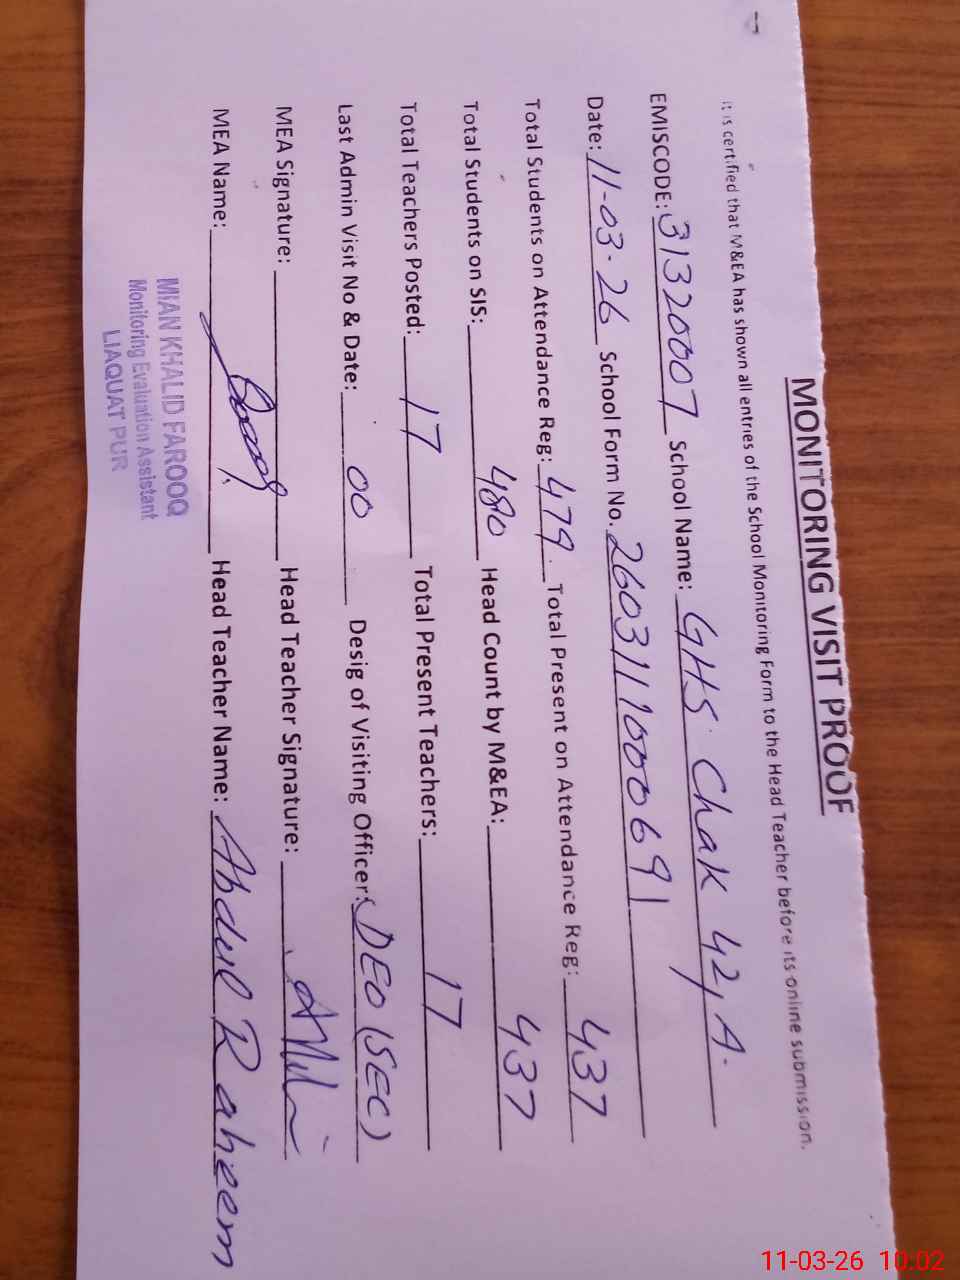 MONITORING VISIT PROOF
It is certified that M&EA has shown all entries of the School Monitoring Form to the Head Teacher before its online submission.
EMISCODE: 31320007 School Name: GHS Chak 42/A.
Date: 11-03-26 School Form No. 2603111000691
Total Students on Attendance Reg: 479. Total Present on Attendance Reg: 437
Total Students on SIS: 480 Head Count by M&EA: 437
Total Teachers Posted: 17 Total Present Teachers: 17
Last Admin Visit No & Date: 00 Desig of Visiting Officer: DEO (SEC)
MEA Signature: Head Teacher Signature:
MEA Name: Head Teacher Name: Abdul Raheem
MIAN KHALID FAROOQ
Monitoring Evaluation Assistant
LIAQUAT PUR
11-03-26 10:02